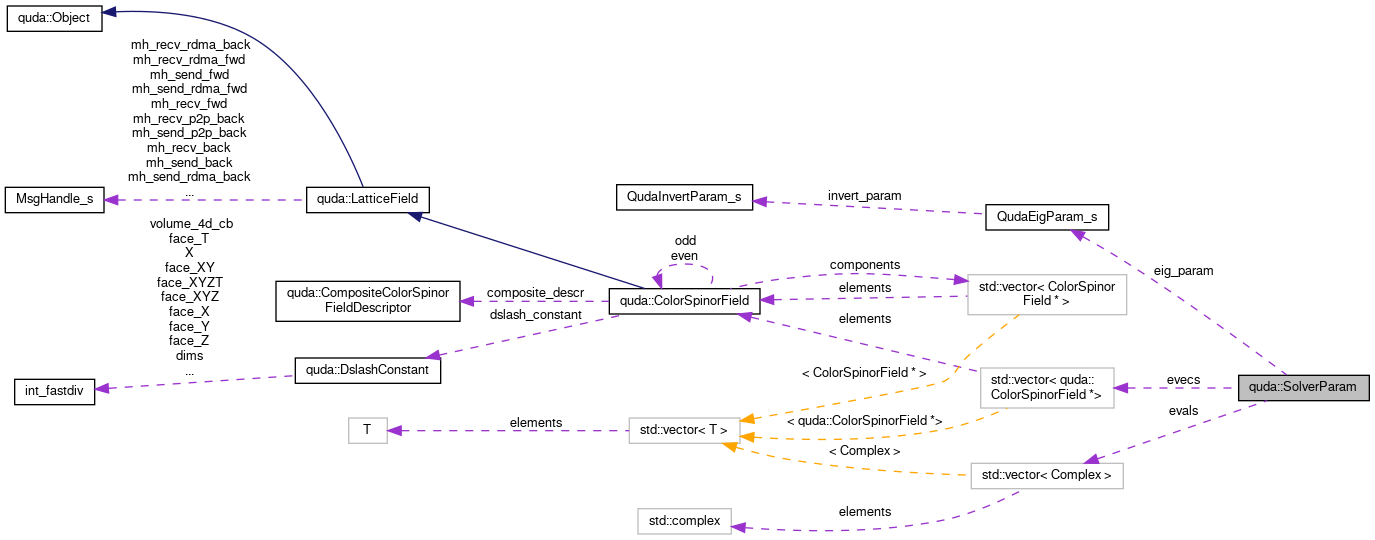 quda::Object
mh_recv_rdma_back
mh_recv_rdma_fwd
mh_send_fwd
mh_send_rdma_fwd
mh_recv_fwd
mh_recv_p2p_back
mh_send_p2p_back
mh_recv_back
mh_send_back
mh_send_rdma_back
...
MsgHandle_s
quda::LatticeField
QudaInvertParam_s
invert_param
QudaEigParam_s
volume_4d_cb
face_T
X
face_XY
face_XYZT
face_XYZ
face_X
face_Y
face_Z
dims
...
int_fastdiv
quda::CompositeColorSpinor
FieldDescriptor
composite_descr
dslash_constant
quda::DslashConstant
odd
even
quda::ColorSpinorField
components
elements
std::vector< ColorSpinor
Field * >
elements
eig_param
< ColorSpinorField * >
std::vector< quda::
ColorSpinorField *>
evecs
quda::SolverParam
evals
T
elements
std::vector< T >
< quda::ColorSpinorField *>
< Complex >
std::vector< Complex >
elements
std::complex